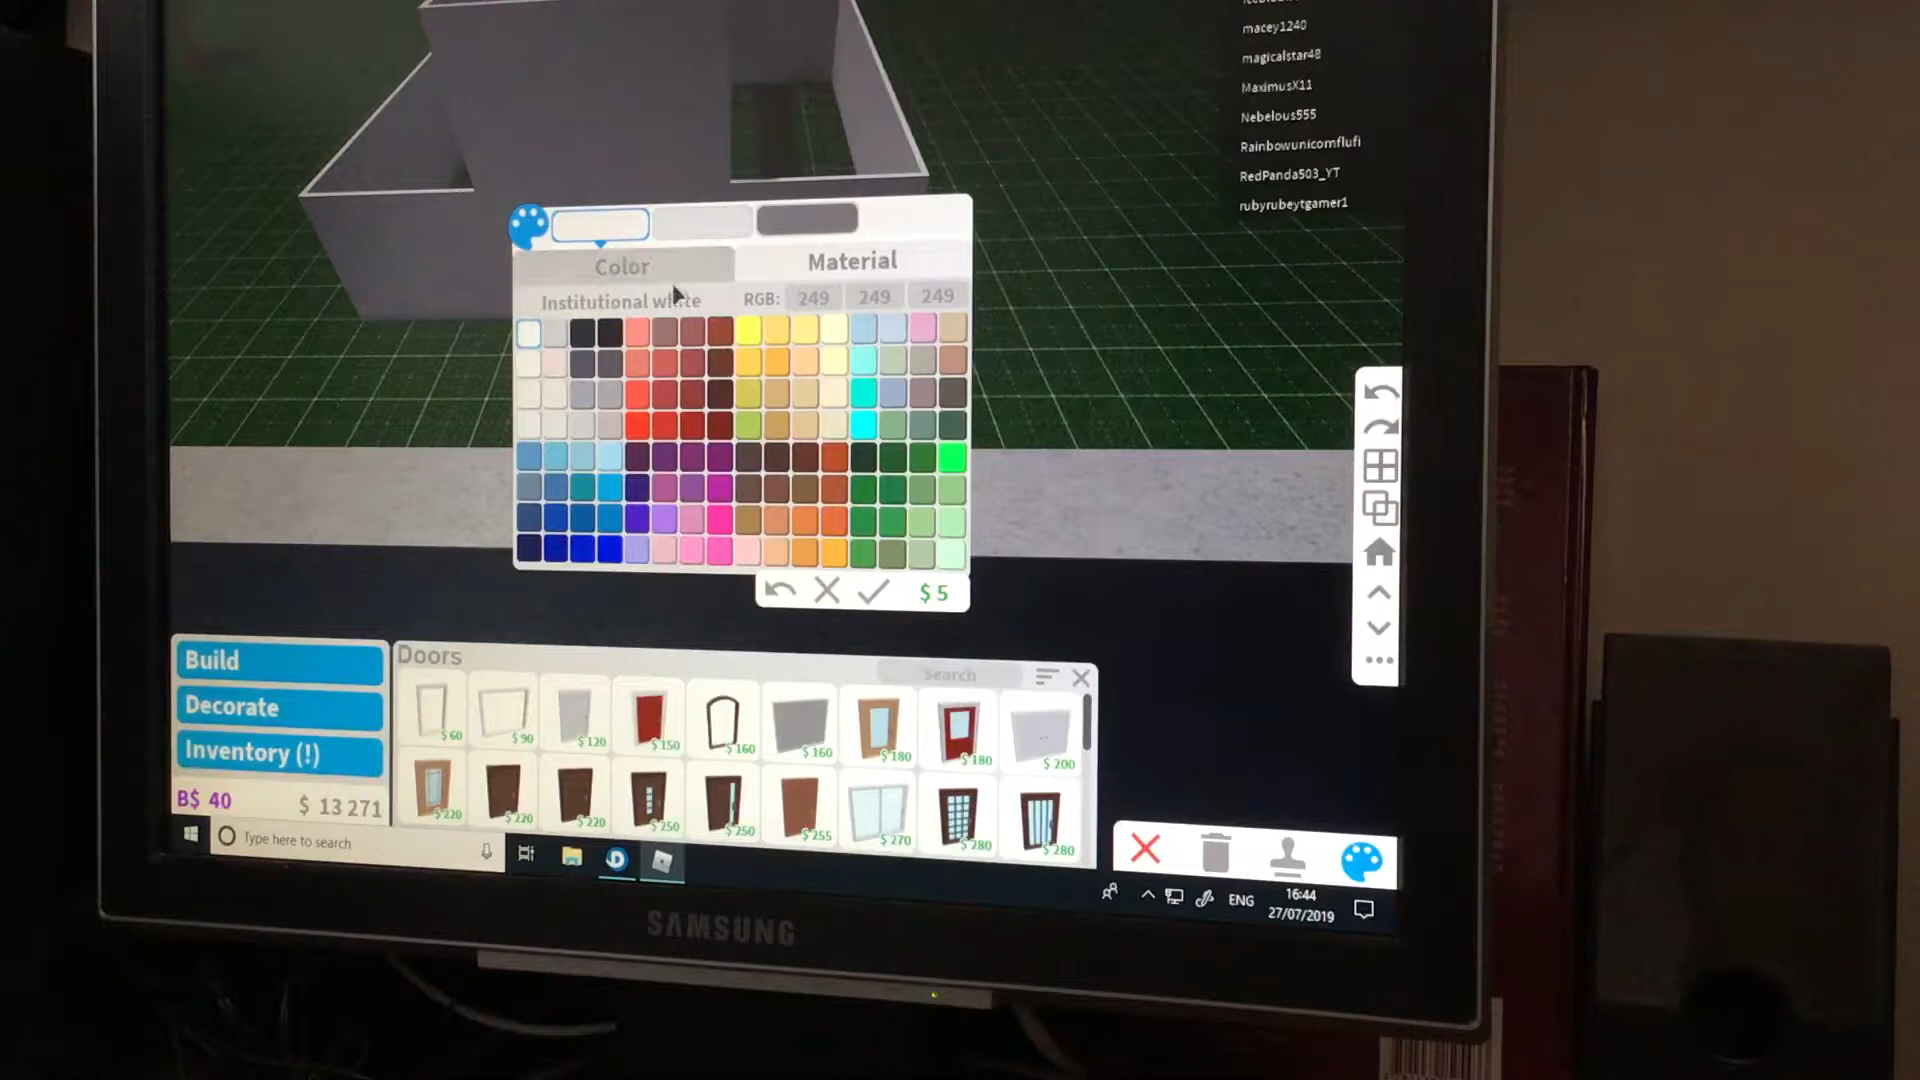 macey1240
magicalstar48
MaximusX11
Nebelous555
Rainbowunicornflufi
RedPanda503_YT
rubyrubeytgamer1
Color
Material
Institutional white
RGB: 249 249 249
$ 5
Build
Decorate
Inventory (!)
B$ 40
$ 13 271
Doors
Search
$ 60
$ 90
$ 120
$ 150
$ 160
$ 160
$ 180
$ 180
$ 200
$ 220
$ 220
$ 220
$ 250
$ 250
$ 255
$ 270
$ 280
$ 280
Type here to search
ENG
16:44
27/07/2019
SAMSUNG